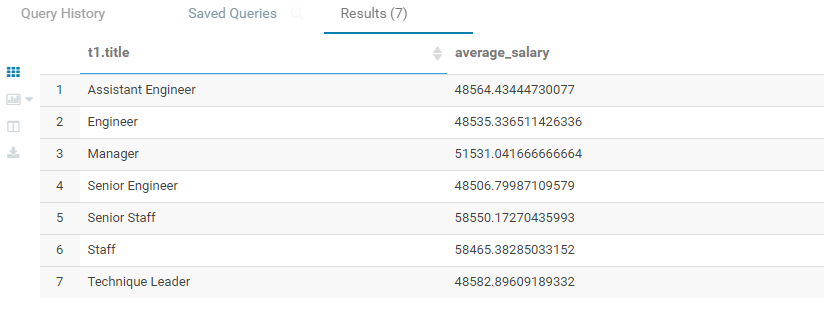 Query History Saved Queries Results (7)
t1.title average_salary
1 Assistant Engineer 48564.43444730077
2 Engineer 48535.336511426336
3 Manager 51531.041666666664
4 Senior Engineer 48506.79987109579
5 Senior Staff 58550.17270435993
6 Staff 58465.38285033152
7 Technique Leader 48582.89609189332